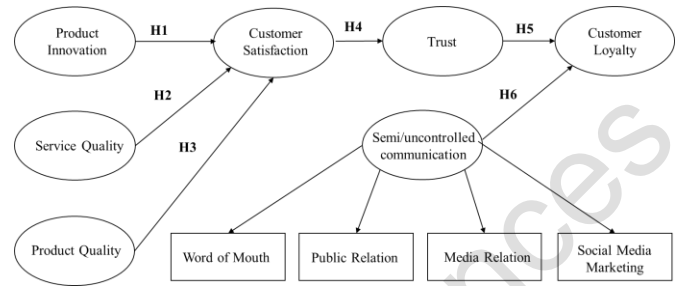 Product
Innovation
H1
Customer
Satisfaction
H4
Trust
H5
Customer
Loyalty
H2
H6
Service Quality
H3
Semi/uncontrolled
communication
Product Quality
Word of Mouth
Public Relation
Media Relation
Social Media
Marketing
nces